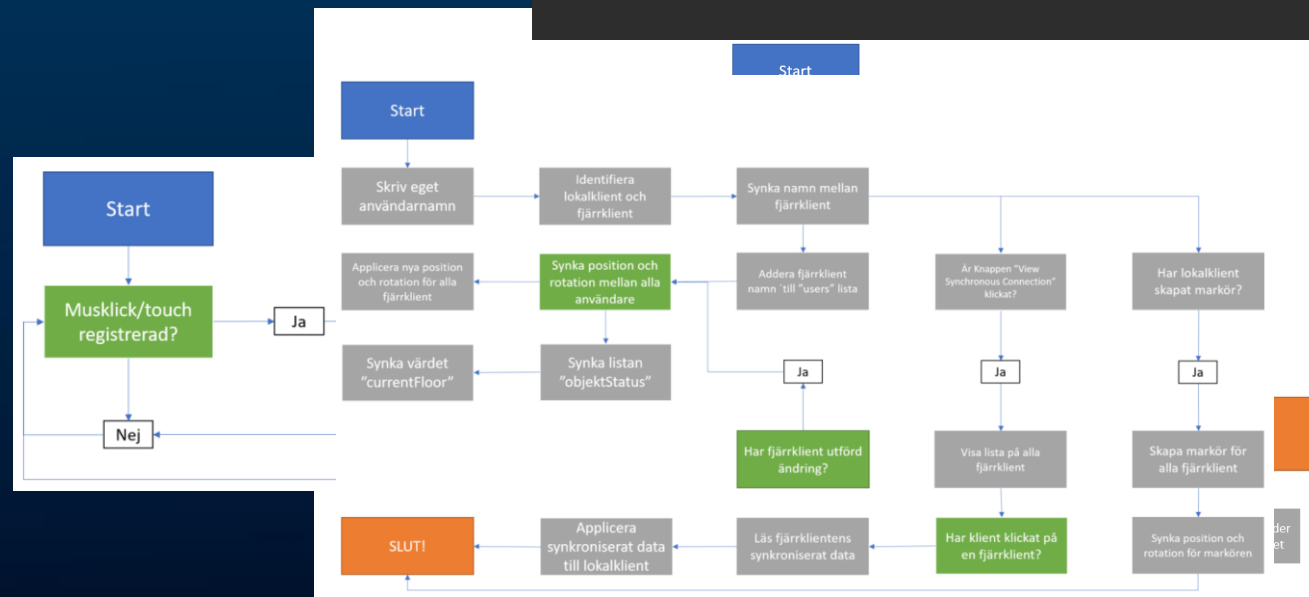 Start
Start
Start
Musklick/touch
registrerad?
Ja
Nej
Skriv eget
användarnamn
Identifiera
lokalklient och
fjärrklient
Synka namn mellan
fjärrklient
Applicera nya position
och rotation för alla
fjärrklient
Synka position och
rotation mellan alla
användare
Addera fjärrklient
namn ´till ”users” lista
Är Knappen ”View
Synchronous Connection”
klickat?
Har lokalklient
skapat markör?
Synka värdet
”currentFloor”
Synka listan
”objektStatus”
Ja
Ja
Ja
Har fjärrklient utförd
ändring?
Visa lista på alla
fjärrklient
Skapa markör för
alla fjärrklient
SLUT!
Applicera
synkroniserat data
till lokalklient
Läs fjärrklientens
synkroniserat data
Har klient klickat på
en fjärrklient?
Synka position och
rotation för markören
der
et